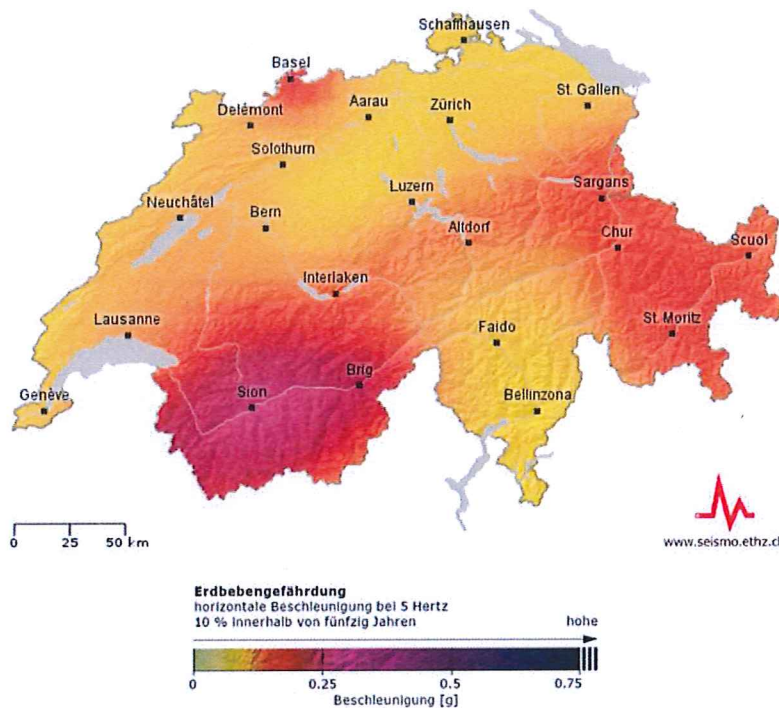 Schaffhausen
Basel
St. Gallen
Aarau
Zürich
Delémont
Solothurn
Luzern
Sargans
Neuchâtel
Bern
Altdorf
Chur
Scuol
Interlaken
Lausanne
Faido
St. Moritz
Brig
Genève
Sion
Bellinzona
0 25 50 km
www.seismo.ethz.c
Erdbebengefährdung
horizontale Beschleunigung bei 5 Hertz
10 % innerhalb von fünfzig Jahren
hohe
0 0.25 0.5 0.75
Beschleunigung [g]